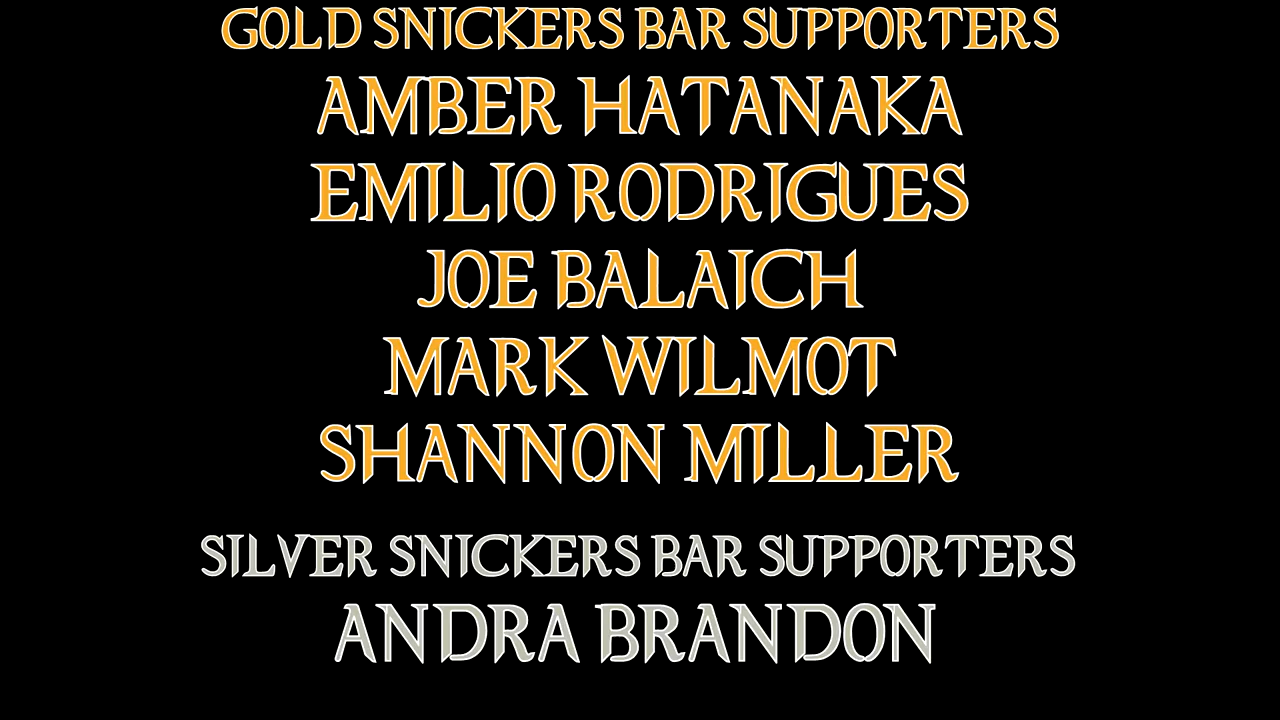 GOLD SNICKERS BAR SUPPORTERS
AMBER HATANAKA
EMILIO RODRIGUES
JOE BALAICH
MARK WILMOT
SHANNON MILLER
SILVER SNICKERS BAR SUPPORTERS
ANDRA BRANDON